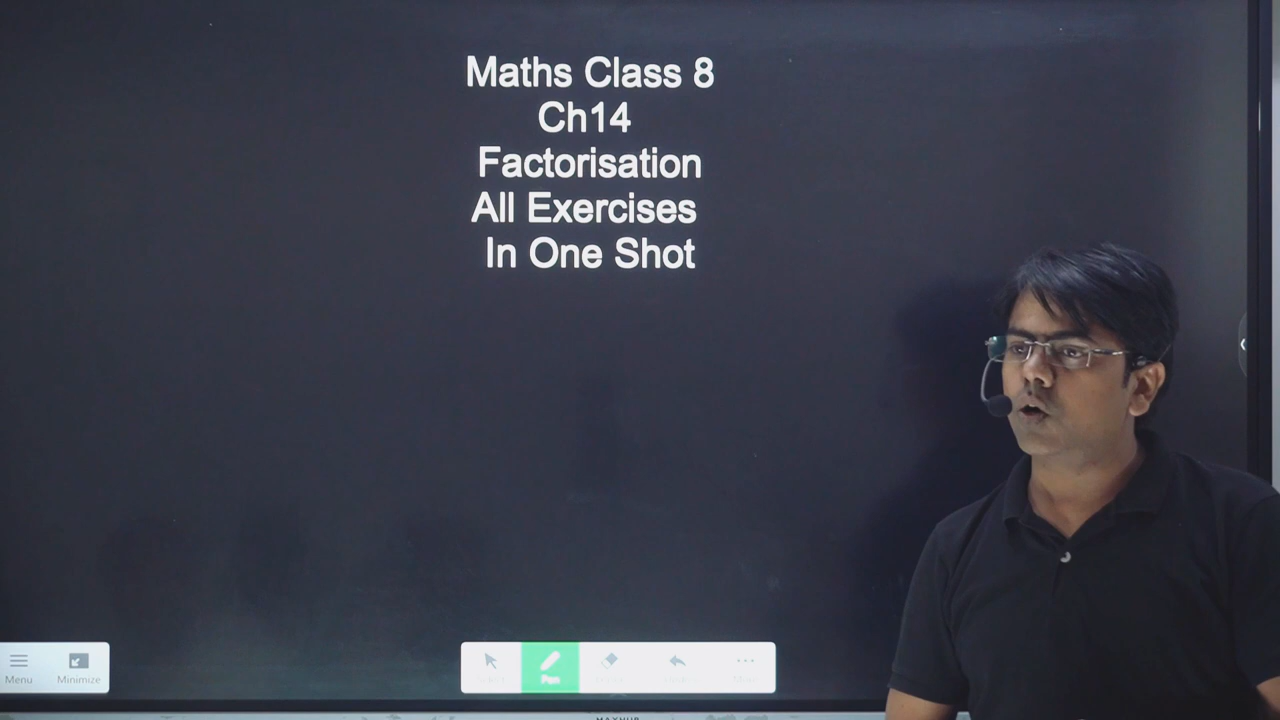 Maths Class 8
Ch14
Factorisation
All Exercises
In One Shot
Menu
Minimize
Pen